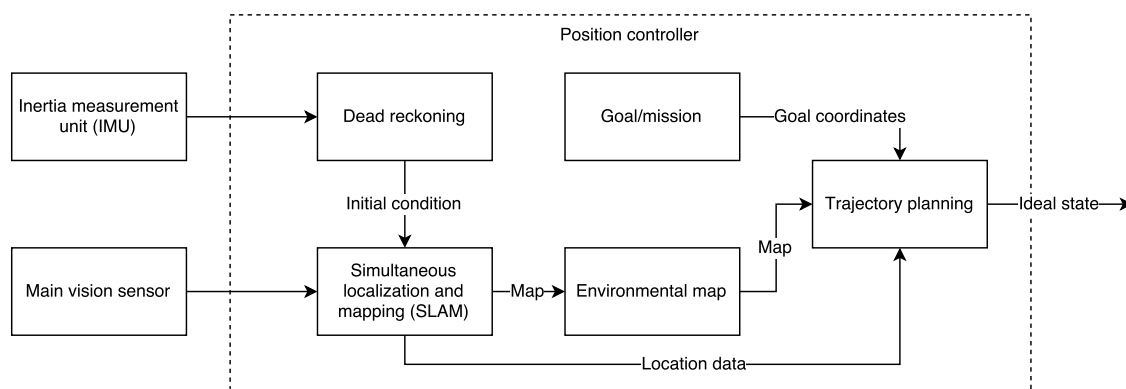 Position controller
Inertia measurement
unit (IMU)
Dead reckoning
Goal/mission
Goal coordinates
Initial condition
Trajectory planning
Ideal state
Map
Main vision sensor
Simultaneous
localization and
mapping (SLAM)
Map
Environmental map
Location data